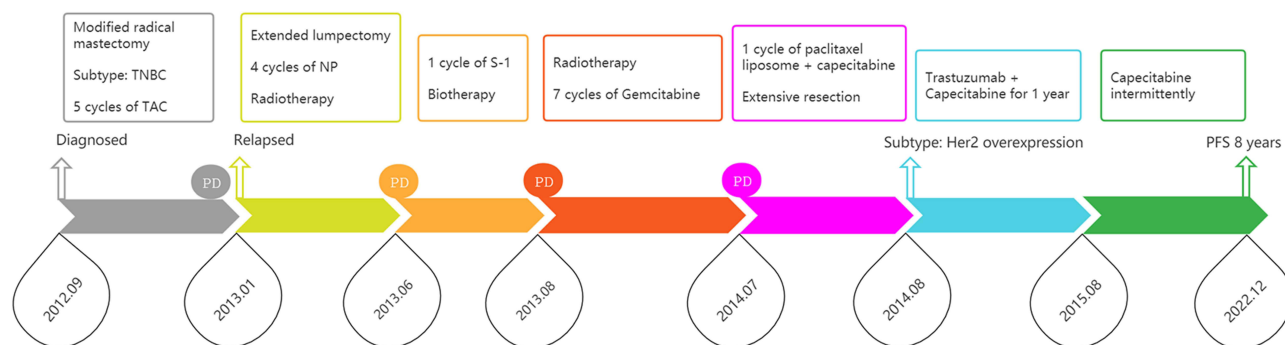 Modified radical
mastectomy
Subtype: TNBC
5 cycles of TAC
Extended lumpectomy
4 cycles of NP
Radiotherapy
1 cycle of S-1
Biotherapy
Radiotherapy
7 cycles of Gemcitabine
1 cycle of paclitaxel
liposome + capecitabine
Extensive resection
Trastuzumab +
Capecitabine for 1 year
Capecitabine
intermittently
Diagnosed
Relapsed
Subtype: Her2 overexpression
PFS 8 years
PD
PD
PD
PD
2012.09
2013.01
2013.06
2013.08
2014.07
2014.08
2015.08
2022.12